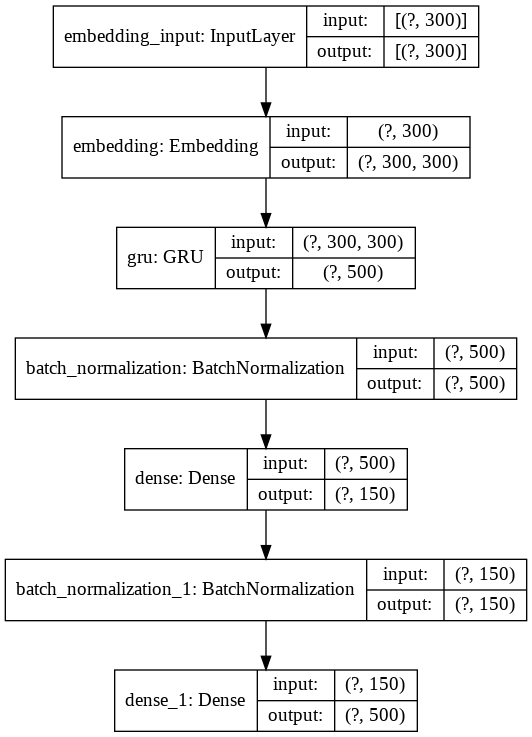 embedding_input: InputLayer
input: [(?, 300)]
output: [(?, 300)]
embedding: Embedding
input: (?, 300)
output: (?, 300, 300)
gru: GRU
input: (?, 300, 300)
output: (?, 500)
batch_normalization: BatchNormalization
input: (?, 500)
output: (?, 500)
dense: Dense
input: (?, 500)
output: (?, 150)
batch_normalization_1: BatchNormalization
input: (?, 150)
output: (?, 150)
dense_1: Dense
input: (?, 150)
output: (?, 500)